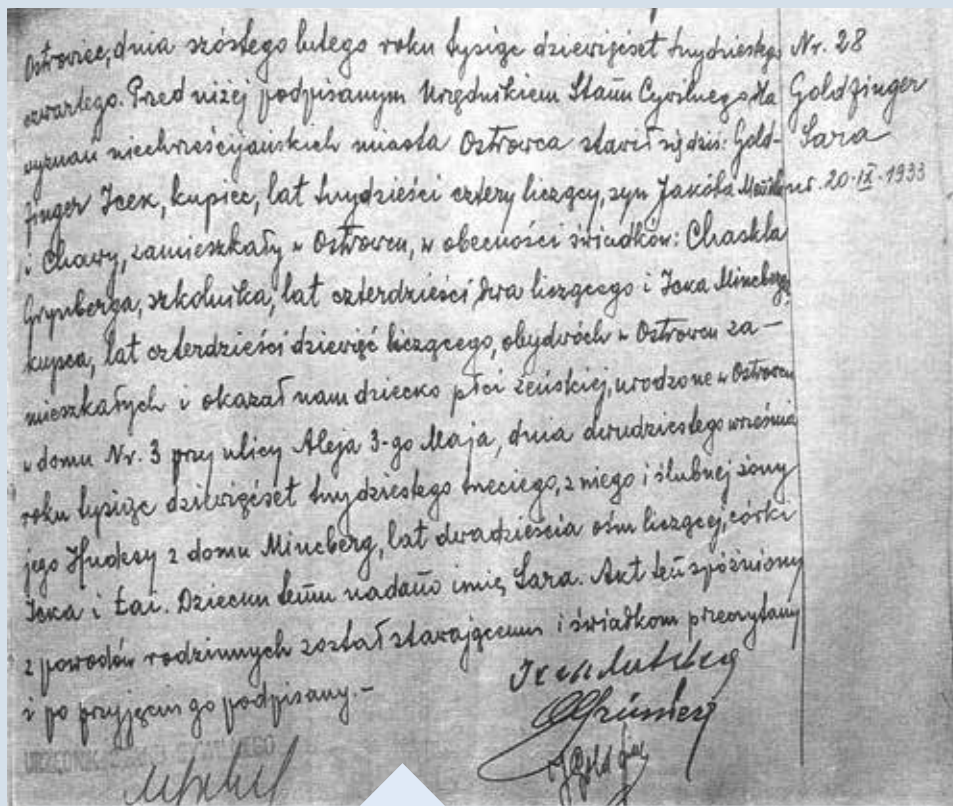 Ostrowiec, dnia szóstego lutego roku tysiąc dziewięćset trzydziestego
czwartego. Przed niżej podpisanym Urzędnikiem Stanu Cywilnego dla
wyznań niechrześcijańskich miasta Ostrowca stawił się dziś: Gold-
finger Icek, kupiec, lat trzydzieści cztery liczący, syn Jakóba
i Chawy, zamieszkały w Ostrowcu, w obecności świadków: Chaskla
Grynberga, szkolnika, lat czterdzieści dwa liczącego i Icka Mincberga
kupca, lat czterdzieści dziewięć liczącego, obydwóch w Ostrowcu za-
mieszkałych i okazał nam dziecko płci żeńskiej, urodzone w Ostrowcu
w domu Nr. 3 przy ulicy Aleja 3-go Maja, dnia dwudziestego września
roku tysiąc dziewięćset trzydziestego trzeciego, z niego i ślubnej żony
jego Hudesy z domu Mincberg, lat dwadzieścia ośm liczącej, córki
Icka i Łai. Dziecku temu nadano imię Sara. Akt ten spóźniony
z powodów rodzinnych został stawającemu i świadkom przeczytany
i po przyjęciu go podpisany.-
Nr. 28
Goldfinger
Sara
ur. 20-IX-1933